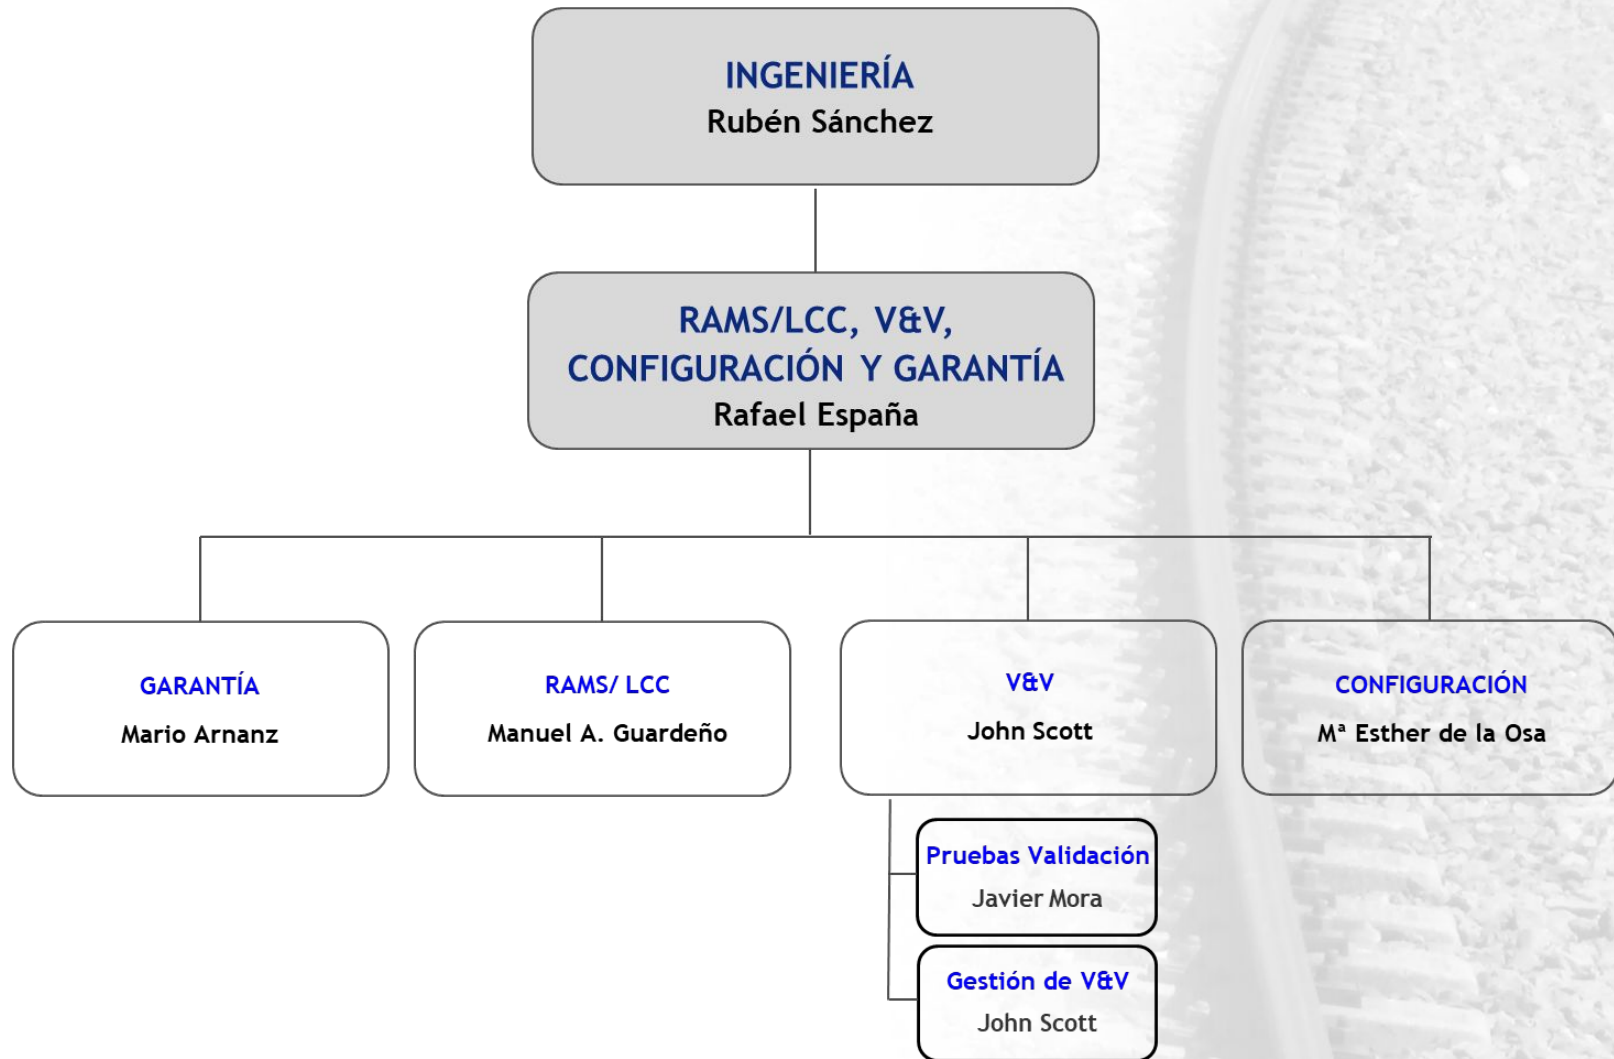 INGENIERÍA
Rubén Sánchez
RAMS/LCC, V&V,
CONFIGURACIÓN Y GARANTÍA
Rafael España
GARANTÍA
Mario Arnanz
RAMS/ LCC
Manuel A. Guardeño
V&V
John Scott
CONFIGURACIÓN
Mª Esther de la Osa
Pruebas Validación
Javier Mora
Gestión de V&V
John Scott